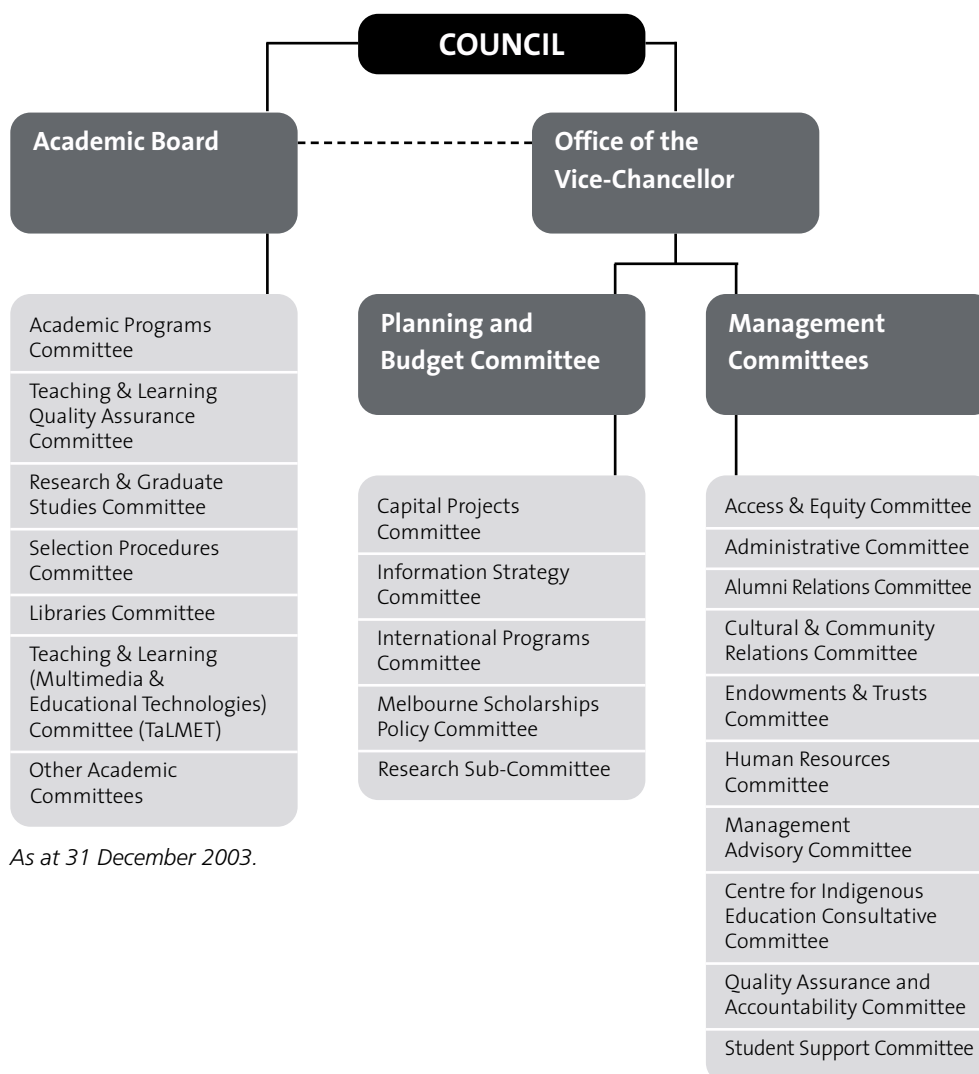 COUNCIL
Academic Board
Office of the
Vice-Chancellor
Academic Programs
Committee
Teaching & Learning
Quality Assurance
Committee
Research & Graduate
Studies Committee
Selection Procedures
Committee
Libraries Committee
Teaching & Learning
(Multimedia &
Educational Technologies)
Committee (TaLMET)
Other Academic
Committees
As at 31 December 2003.
Planning and
Budget Committee
Capital Projects
Committee
Information Strategy
Committee
International Programs
Committee
Melbourne Scholarships
Policy Committee
Research Sub-Committee
Management
Committees
Access & Equity Committee
Administrative Committee
Alumni Relations Committee
Cultural & Community
Relations Committee
Endowments & Trusts
Committee
Human Resources
Committee
Management
Advisory Committee
Centre for Indigenous
Education Consultative
Committee
Quality Assurance and
Accountability Committee
Student Support Committee